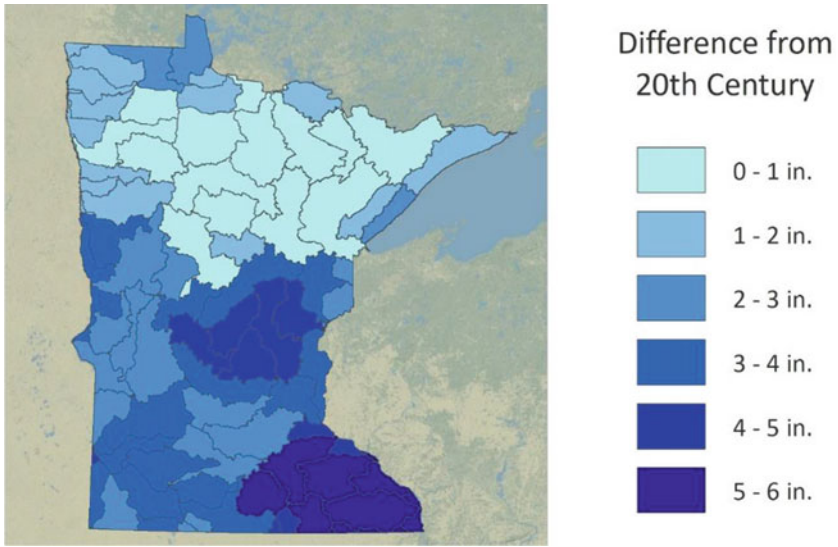 Difference from
20th Century
0 - 1 in.
1 - 2 in.
2 - 3 in.
3 - 4 in.
4 - 5 in.
5 - 6 in.